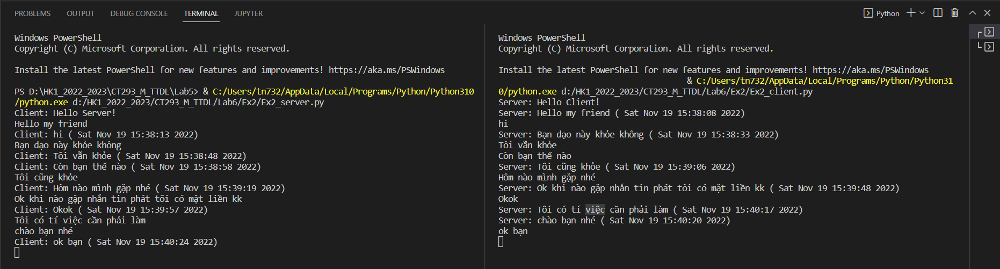 PROBLEMS OUTPUT DEBUG CONSOLE TERMINAL JUPYTER Python
Windows PowerShell
Copyright (C) Microsoft Corporation. All rights reserved.
Install the latest PowerShell for new features and improvements! https://aka.ms/PSWindows
PS D:\HK1_2022_2023\CT293_M_TTDL\Lab5> & C:/Users/tn732/AppData/Local/Programs/Python/Python310
/python.exe d:/HK1_2022_2023/CT293_M_TTDL/Lab6/Ex2/Ex2_server.py
Client: Hello Server!
Hello my friend
Client: hi ( Sat Nov 19 15:38:13 2022)
Bạn dạo này khỏe không
Client: Tôi vẫn khỏe ( Sat Nov 19 15:38:48 2022)
Client: Còn bạn thế nào ( Sat Nov 19 15:38:58 2022)
Tôi cũng khỏe
Client: Hôm nào mình gặp nhé ( Sat Nov 19 15:39:19 2022)
Ok khi nào gặp nhắn tin phát tôi có mặt liền kk
Client: Okok ( Sat Nov 19 15:39:57 2022)
Tôi có tí việc cần phải làm
chào bạn nhé
Client: ok bạn ( Sat Nov 19 15:40:24 2022)
Windows PowerShell
Copyright (C) Microsoft Corporation. All rights reserved.
Install the latest PowerShell for new features and improvements! https://aka.ms/PSWindows
& C:/Users/tn732/AppData/Local/Programs/Python/Python31
0/python.exe d:/HK1_2022_2023/CT293_M_TTDL/Lab6/Ex2/Ex2_client.py
Server: Hello Client!
Server: Hello my friend ( Sat Nov 19 15:38:08 2022)
hi
Server: Bạn dạo này khỏe không ( Sat Nov 19 15:38:33 2022)
Tôi vẫn khỏe
Còn bạn thế nào
Server: Tôi cũng khỏe ( Sat Nov 19 15:39:06 2022)
Hôm nào mình gặp nhé
Server: Ok khi nào gặp nhắn tin phát tôi có mặt liền kk ( Sat Nov 19 15:39:48 2022)
Okok
Server: Tôi có tí việc cần phải làm ( Sat Nov 19 15:40:17 2022)
Server: chào bạn nhé ( Sat Nov 19 15:40:20 2022)
ok bạn